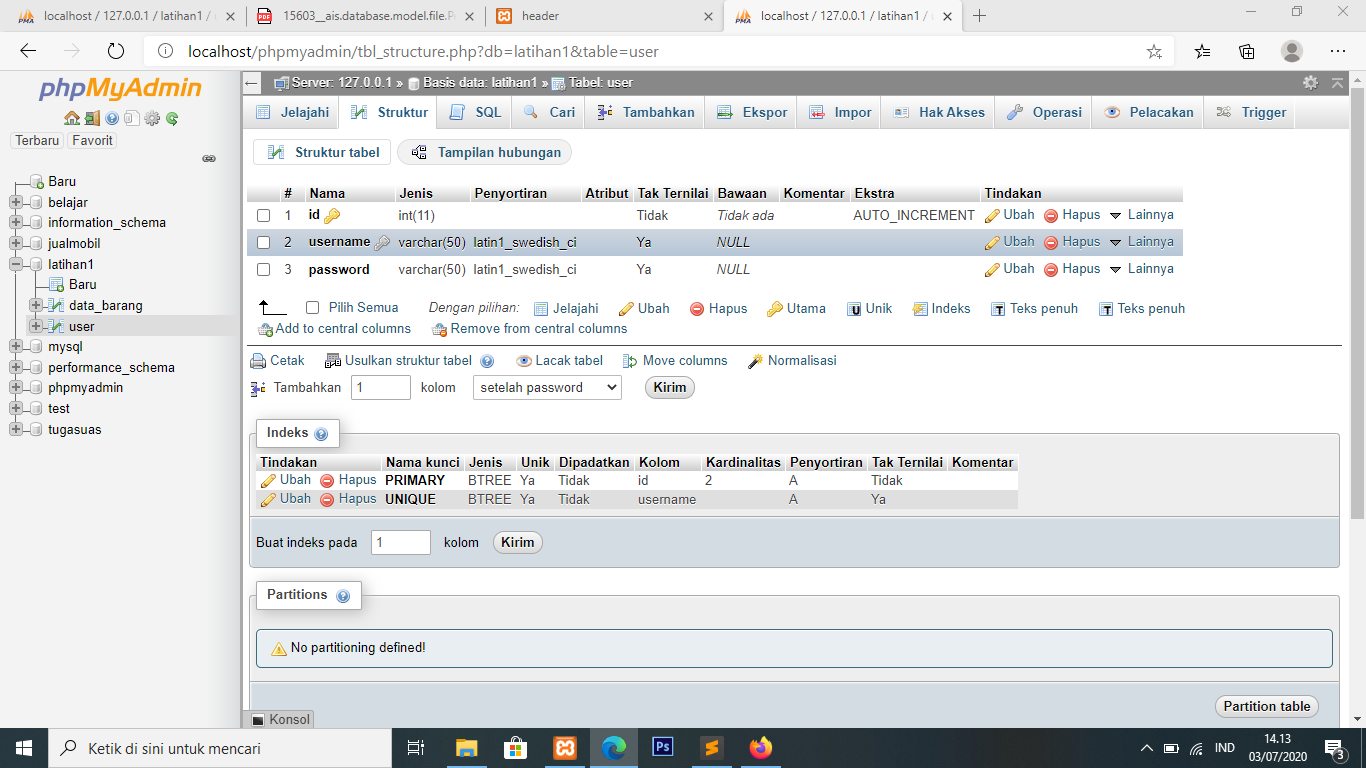 localhost / 127.0.0.1 / latihan1 / 15603__ais.database.model.file.P header localhost / 127.0.0.1 / latihan1 /
localhost/phpmyadmin/tbl_structure.php?db=latihan1&table=user
phpMyAdmin
Terbaru Favorit
Baru
belajar
information_schema
jualmobil
latihan1
Baru
data_barang
user
mysql
performance_schema
phpmyadmin
test
tugasuas
Server: 127.0.0.1 » Basis data: latihan1 » Tabel: user
Jelajahi Struktur SQL Cari Tambahkan Ekspor Impor Hak Akses Operasi Pelacakan Trigger
Struktur tabel Tampilan hubungan
# Nama Jenis Penyortiran Atribut Tak Ternilai Bawaan Komentar Ekstra Tindakan
1 id int(11) Tidak Tidak ada AUTO_INCREMENT Ubah Hapus Lainnya
2 username varchar(50) latin1_swedish_ci Ya NULL Ubah Hapus Lainnya
3 password varchar(50) latin1_swedish_ci Ya NULL Ubah Hapus Lainnya
Pilih Semua Dengan pilihan: Jelajahi Ubah Hapus Utama Unik Indeks Teks penuh Teks penuh
Add to central columns Remove from central columns
Cetak Usulkan struktur tabel Lacak tabel Move columns Normalisasi
Tambahkan 1 kolom setelah password Kirim
Indeks
Tindakan Nama kunci Jenis Unik Dipadatkan Kolom Kardinalitas Penyortiran Tak Ternilai Komentar
Ubah Hapus PRIMARY BTREE Ya Tidak id 2 A Tidak
Ubah Hapus UNIQUE BTREE Ya Tidak username A Ya
Buat indeks pada 1 kolom Kirim
Partitions
No partitioning defined!
Partition table
Konsol
Ketik di sini untuk mencari
Ps
IND
14.13
03/07/2020
3